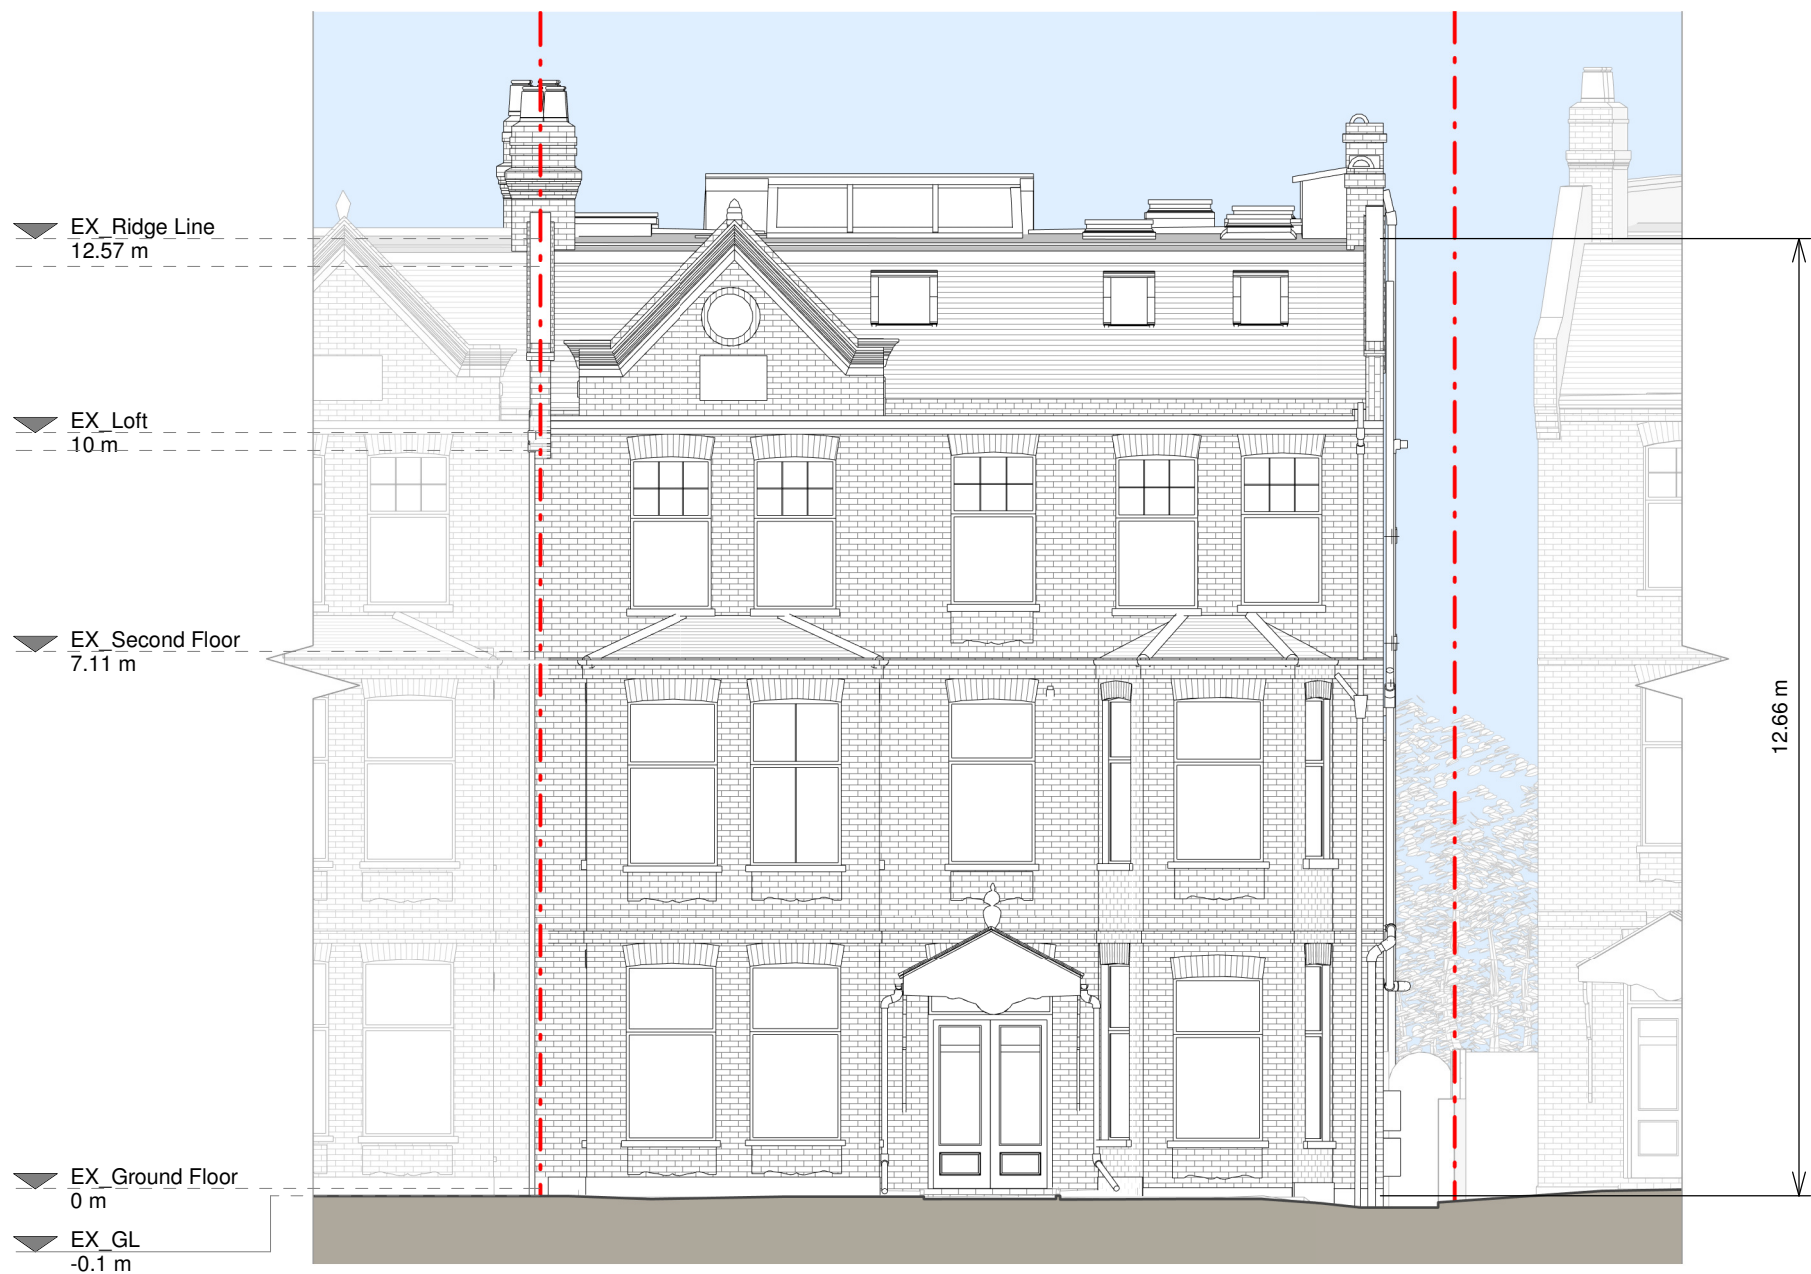 EX_Ridge Line
12.57 m
EX_Loft
10 m
EX_Second Floor
7.11 m
12.66 m
EX_Ground Floor
0 m
EX_GL
-0.1 m